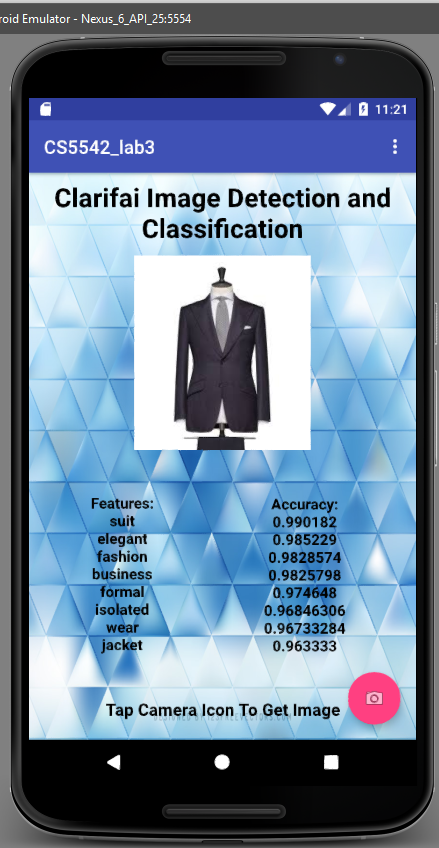 roid Emulator - Nexus_6_API_25:5554
11:21
CS5542_lab3
Clarifai Image Detection and
Classification
Features: Accuracy:
suit 0.990182
elegant 0.985229
fashion 0.9828574
business 0.9825798
formal 0.974648
isolated 0.96846306
wear 0.96733284
jacket 0.963333
Tap Camera Icon To Get Image